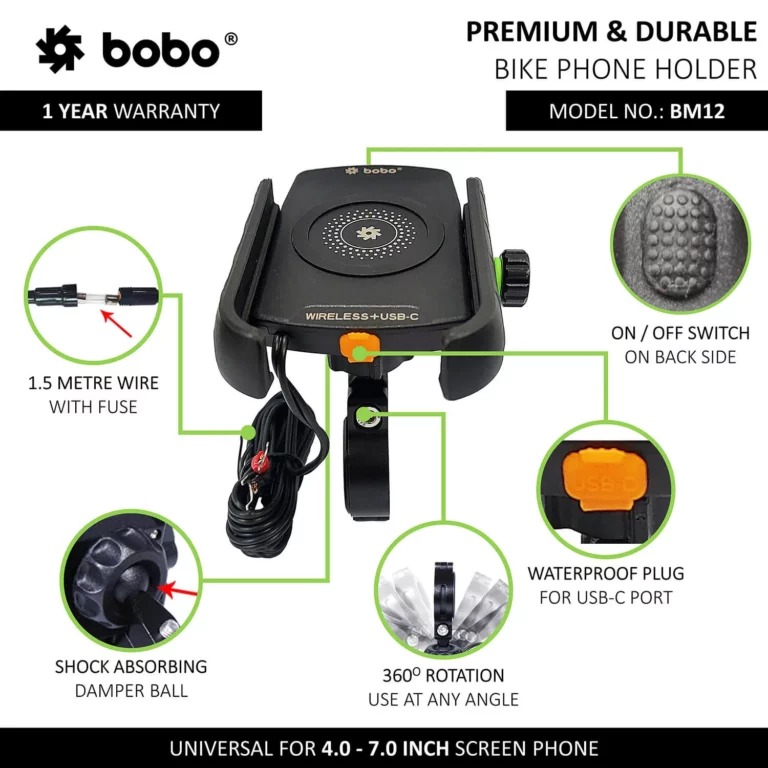 bobo®
PREMIUM & DURABLE
BIKE PHONE HOLDER
1 YEAR WARRANTY
MODEL NO.: BM12
bobo®
WIRELESS+USB-C
ON / OFF SWITCH
ON BACK SIDE
1.5 METRE WIRE
WITH FUSE
USB-C
WATERPROOF PLUG
FOR USB-C PORT
SHOCK ABSORBING
DAMPER BALL
360° ROTATION
USE AT ANY ANGLE
UNIVERSAL FOR 4.0 - 7.0 INCH SCREEN PHONE